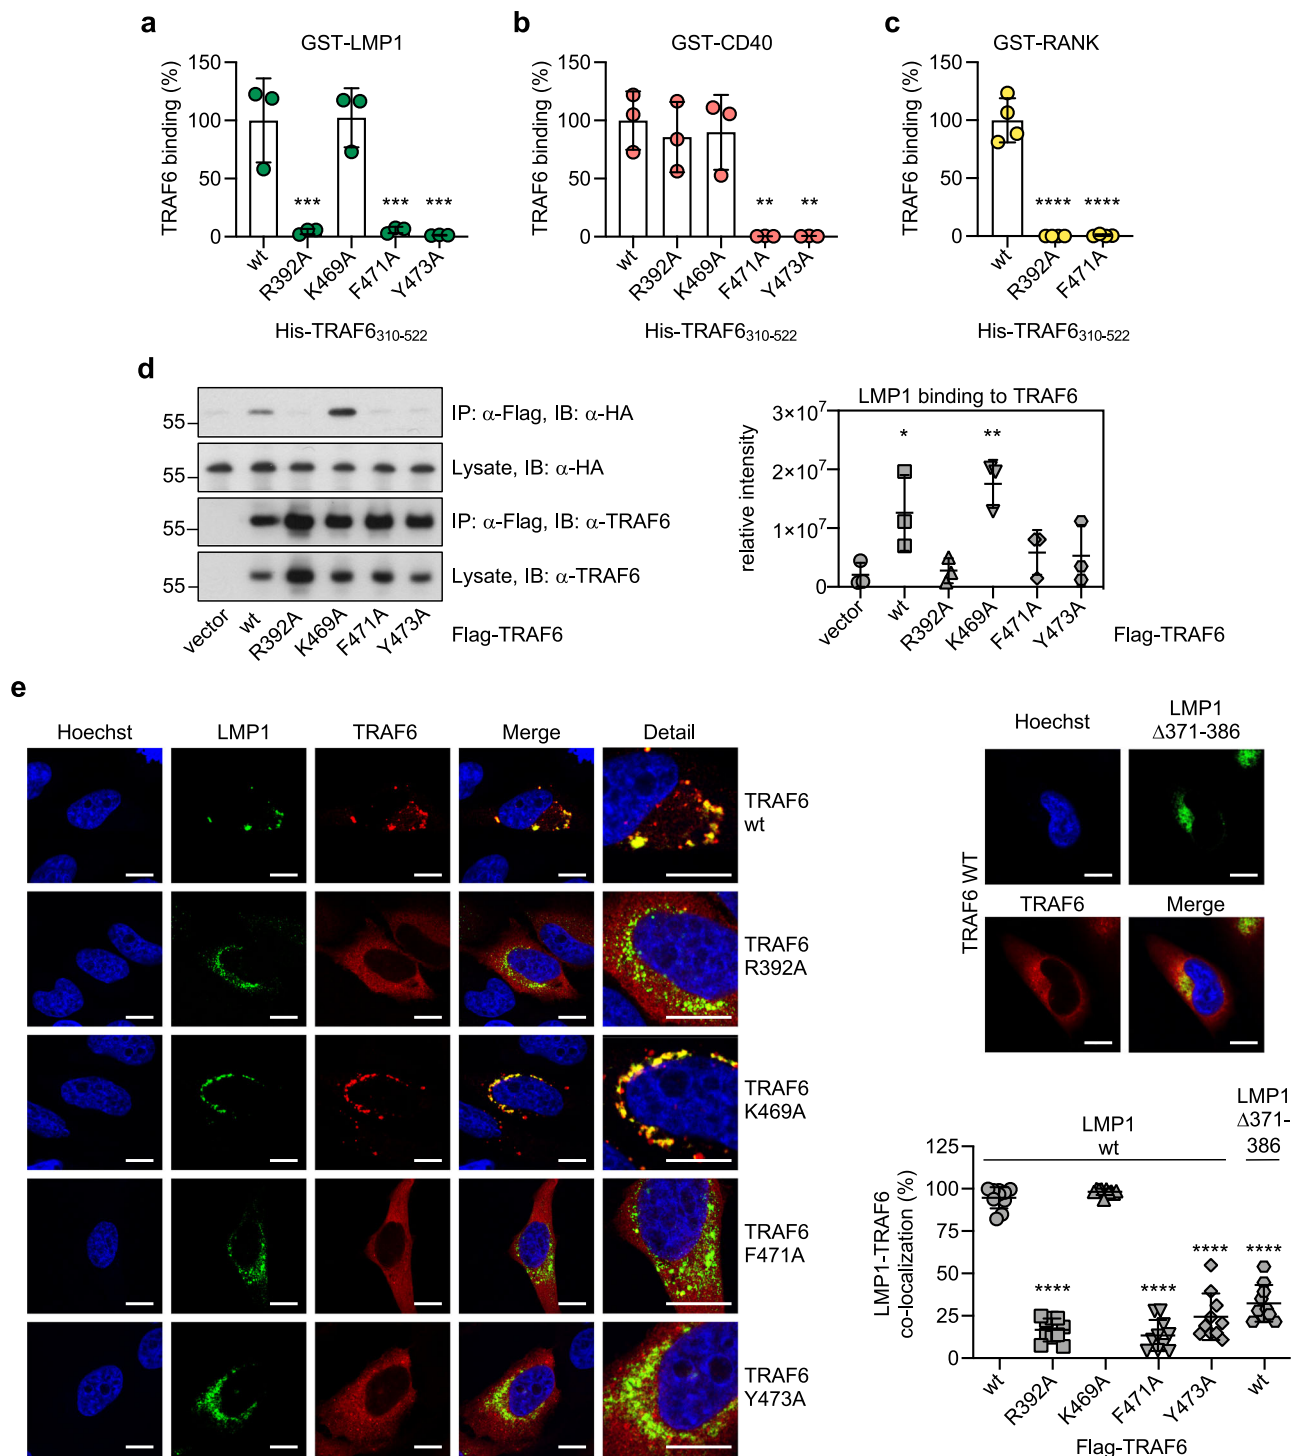 a
GST-LMP1
TRAF6 binding (%)
150
100
50
0
***
***
***
wt
R392A
K469A
F471A
Y473A
His-TRAF6310-522
b
GST-CD40
TRAF6 binding (%)
150
100
50
0
**
**
wt
R392A
K469A
F471A
Y473A
His-TRAF6310-522
c
GST-RANK
TRAF6 binding (%)
150
100
50
0
****
****
wt
R392A
F471A
His-TRAF6310-522
d
55
IP: α-Flag, IB: α-HA
55
Lysate, IB: α-HA
55
IP: α-Flag, IB: α-TRAF6
55
Lysate, IB: α-TRAF6
vector
wt
R392A
K469A
F471A
Y473A
Flag-TRAF6
LMP1 binding to TRAF6
relative intensity
3×10⁷
2×10⁷
1×10⁷
0
*
**
vector
wt
R392A
K469A
F471A
Y473A
Flag-TRAF6
e
Hoechst
LMP1
TRAF6
Merge
Detail
TRAF6
wt
TRAF6
R392A
TRAF6
K469A
TRAF6
F471A
TRAF6
Y473A
Hoechst
LMP1
Δ371-386
TRAF6 WT
TRAF6
Merge
LMP1
wt
LMP1
Δ371-
386
LMP1-TRAF6
co-localization (%)
125
100
75
50
25
0
****
****
****
****
wt
R392A
K469A
F471A
Y473A
wt
Flag-TRAF6